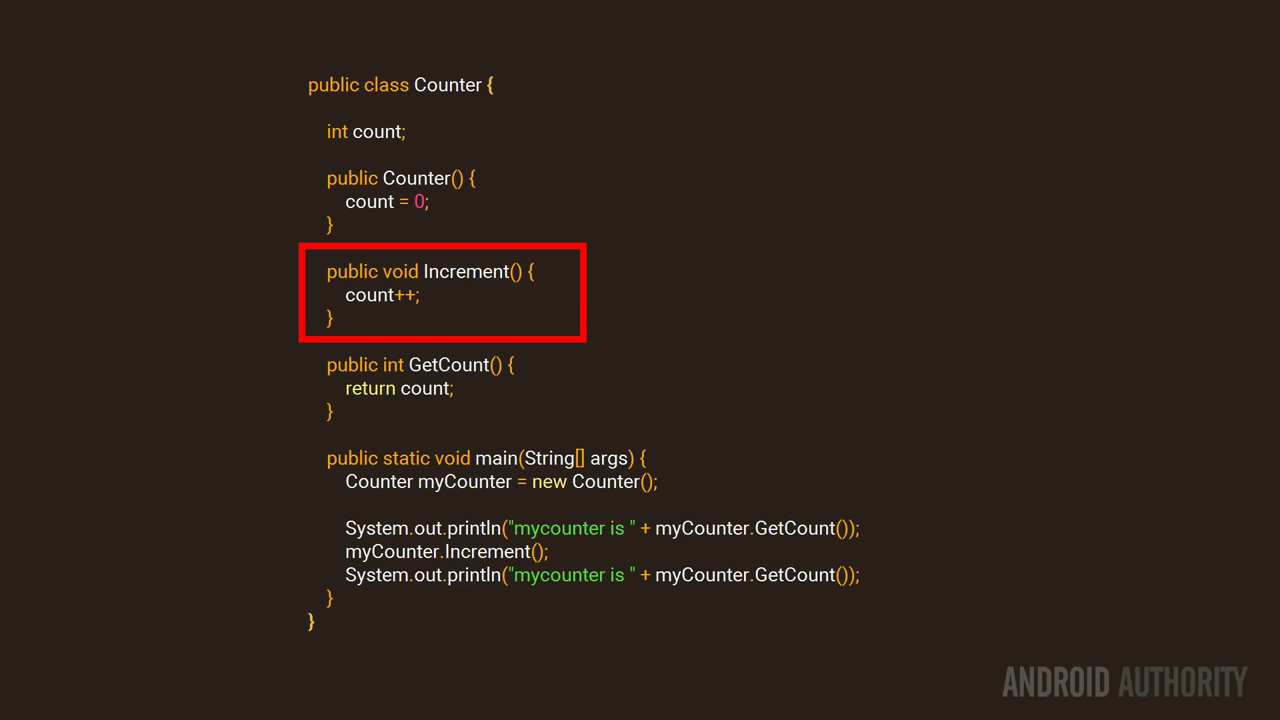 public class Counter {
int count;
public Counter() {
count = 0;
}
public void Increment() {
count++;
}
public int GetCount() {
return count;
}
public static void main(String[] args) {
Counter myCounter = new Counter();
System.out.println("mycounter is " + myCounter.GetCount());
myCounter.Increment();
System.out.println("mycounter is " + myCounter.GetCount());
}
}
ANDROID AUTHORITY